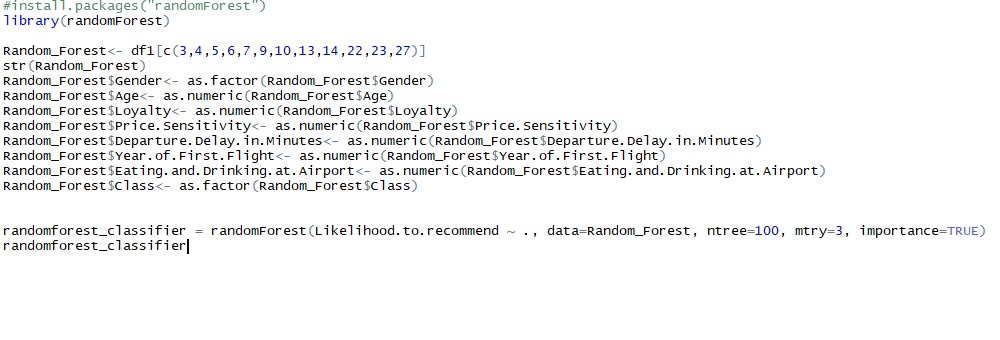 #install.packages("randomForest")
library(randomForest)
Random_Forest<- df1[c(3,4,5,6,7,9,10,13,14,22,23,27)]
str(Random_Forest)
Random_Forest$Gender<- as.factor(Random_Forest$Gender)
Random_Forest$Age<- as.numeric(Random_Forest$Age)
Random_Forest$Loyalty<- as.numeric(Random_Forest$Loyalty)
Random_Forest$Price.Sensitivity<- as.numeric(Random_Forest$Price.Sensitivity)
Random_Forest$Departure.Delay.in.Minutes<- as.numeric(Random_Forest$Departure.Delay.in.Minutes)
Random_Forest$Year.of.First.Flight<- as.numeric(Random_Forest$Year.of.First.Flight)
Random_Forest$Eating.and.Drinking.at.Airport<- as.numeric(Random_Forest$Eating.and.Drinking.at.Airport)
Random_Forest$Class<- as.factor(Random_Forest$Class)
randomforest_classifier = randomForest(Likelihood.to.recommend ~ ., data=Random_Forest, ntree=100, mtry=3, importance=TRUE)
randomforest_classifier